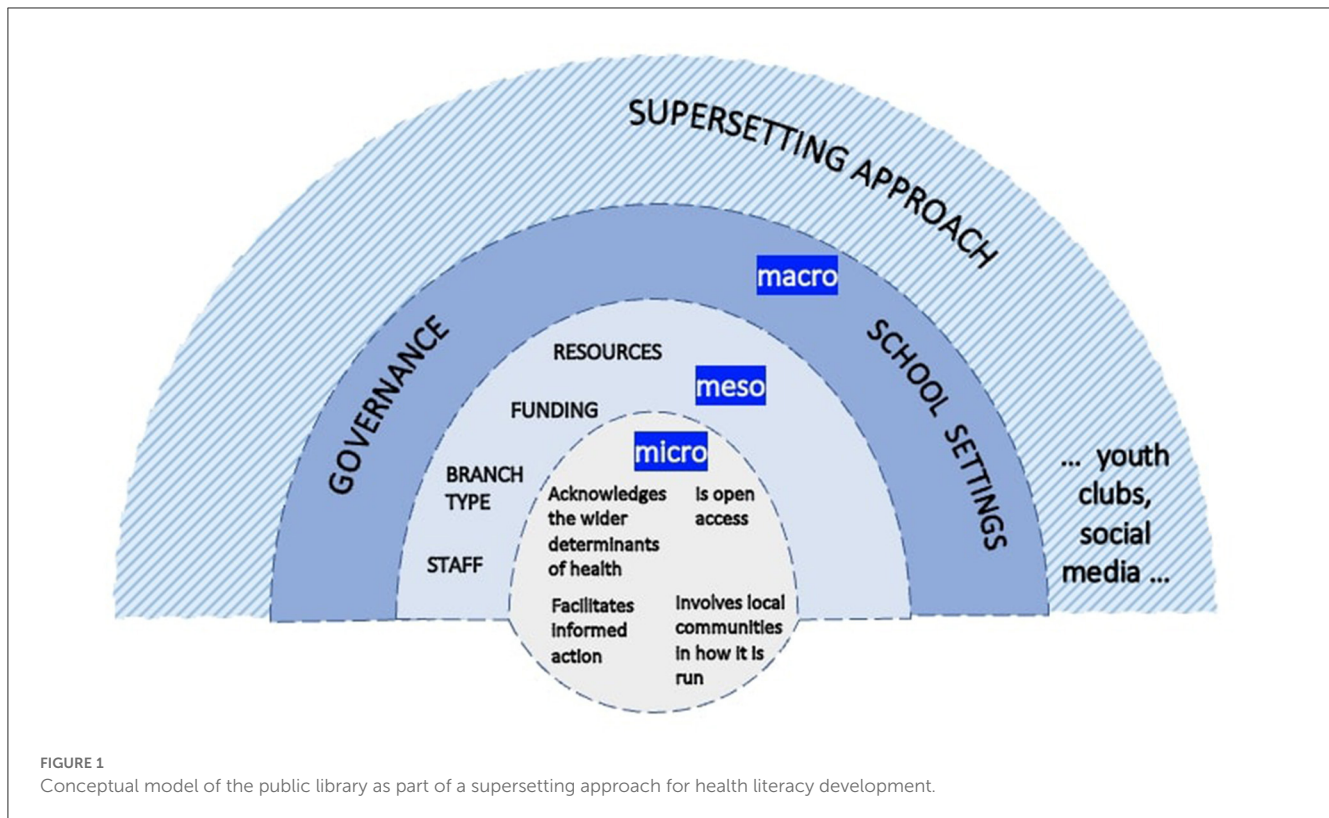 SUPERSETTING APPROACH
macro
GOVERNANCE
SCHOOL SETTINGS
RESOURCES
meso
FUNDING
micro
BRANCH
TYPE
STAFF
Acknowledges
the wider
determinants
of health
Is open
access
Facilitates
informed
action
Involves local
communities
in how it is
run
... youth
clubs,
social
media ...
FIGURE 1
Conceptual model of the public library as part of a supersetting approach for health literacy development.